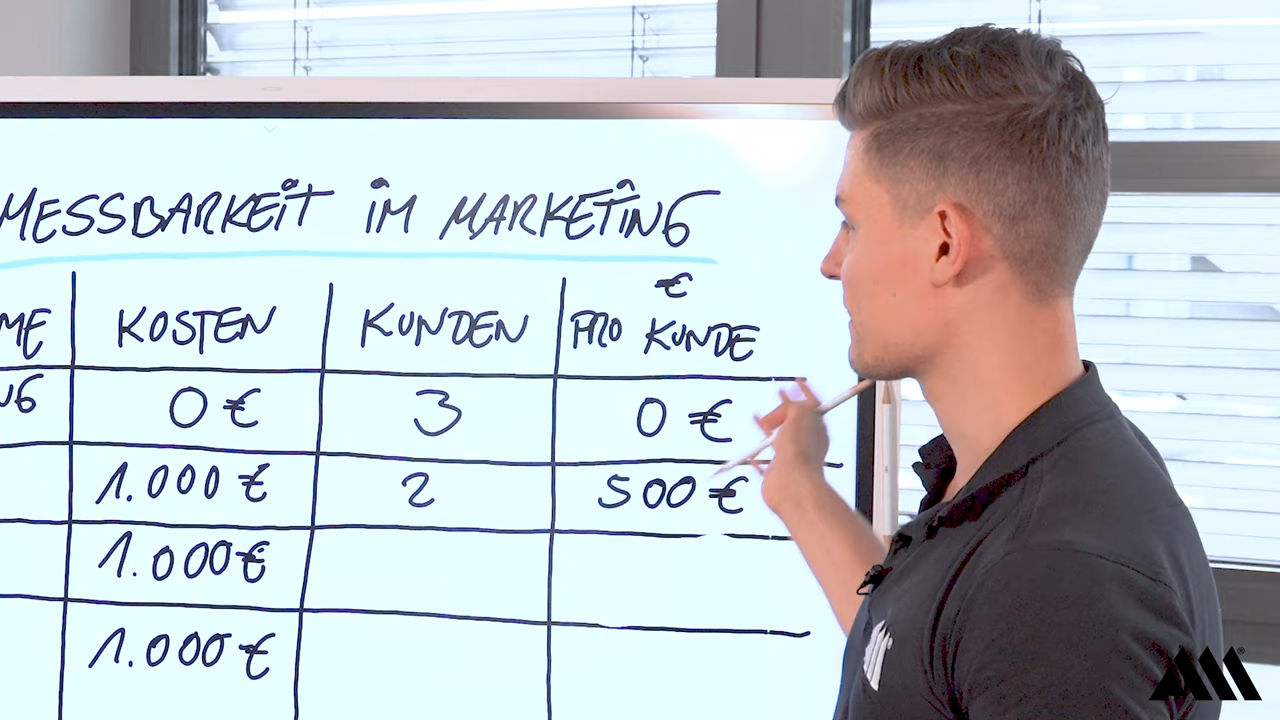 MESSBARKEIT IM MARKETING
KOSTEN KUNDEN € PRO KUNDE
0 € 3 0 €
1.000 € 2 500 €
1.000 €
1.000 €